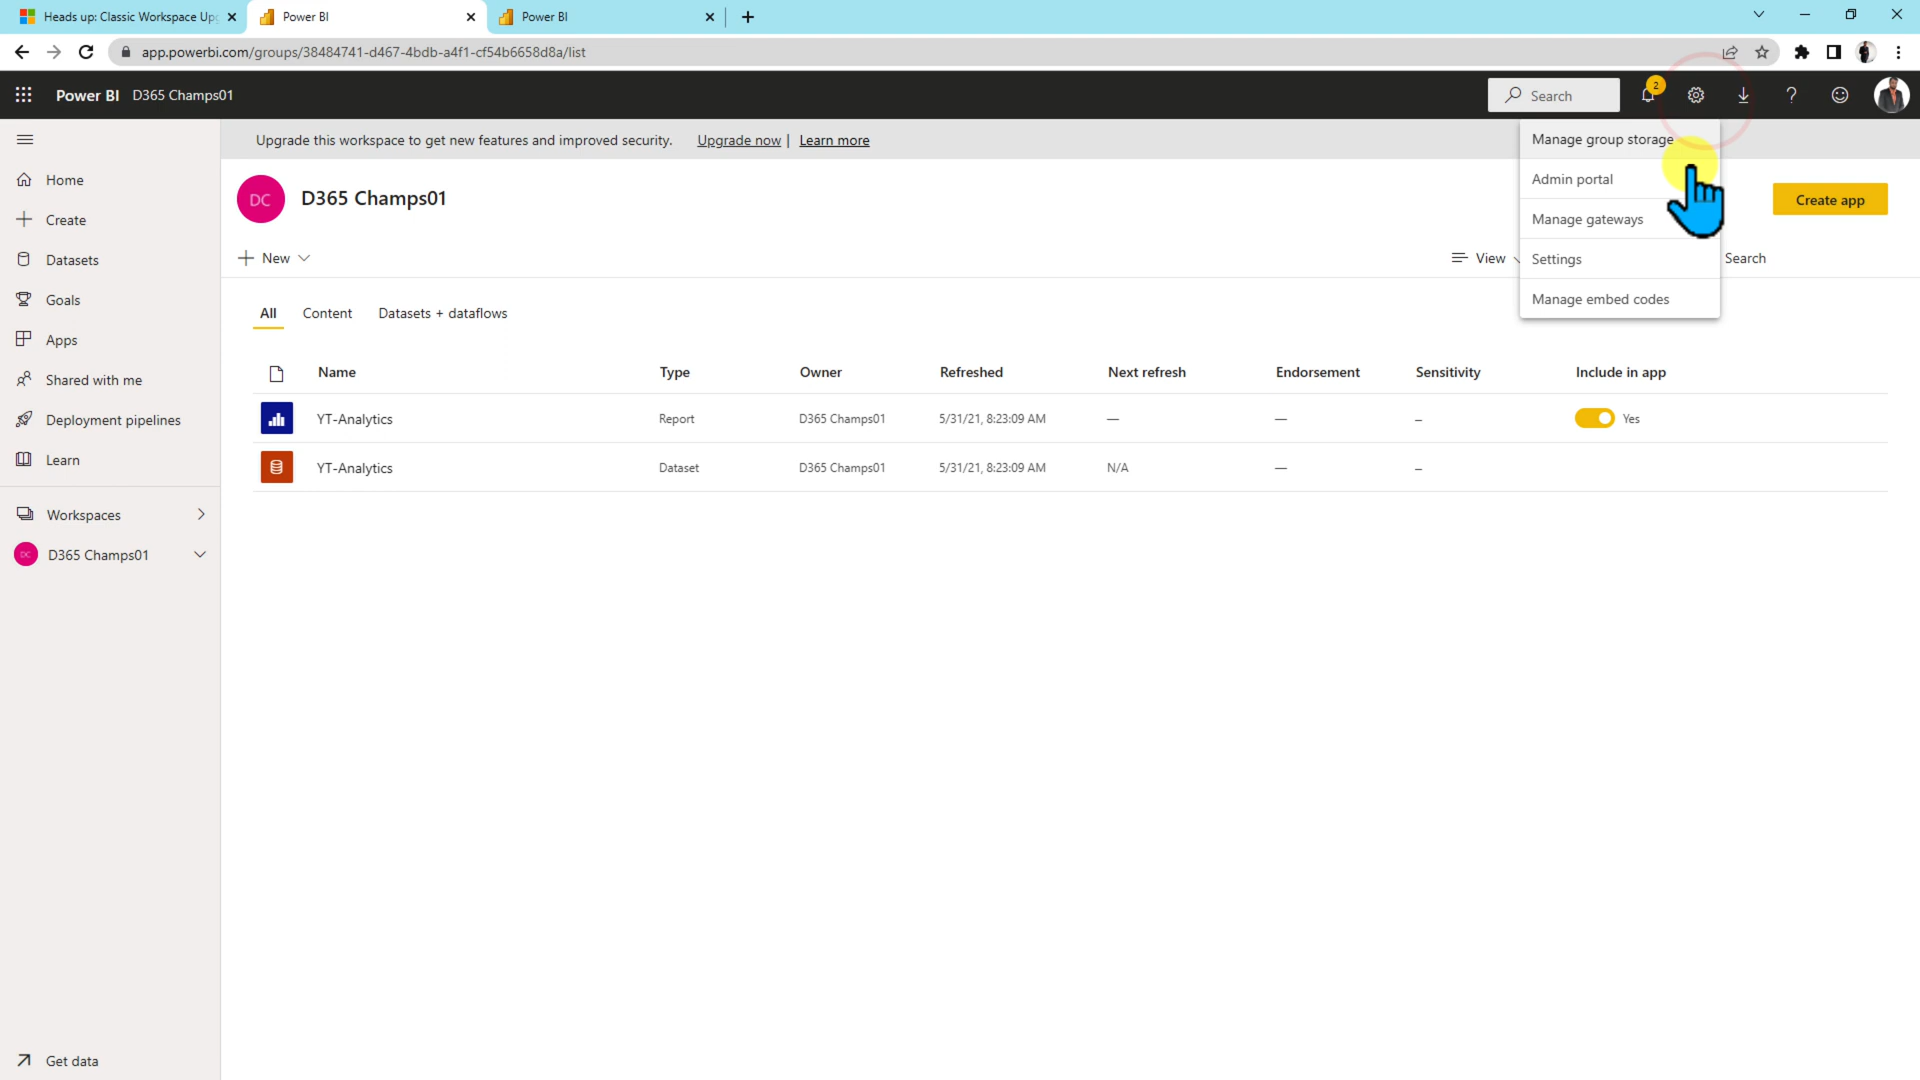 Heads up: Classic Workspace Upg
Power BI
Power BI
app.powerbi.com/groups/38484741-d467-4bdb-a4f1-cf54b6658d8a/list
Power BI D365 Champs01
Search
2
Upgrade this workspace to get new features and improved security. Upgrade now | Learn more
Manage group storage
Admin portal
Manage gateways
Settings
Manage embed codes
Home
Create
Datasets
Goals
Apps
Shared with me
Deployment pipelines
Learn
Workspaces
DC D365 Champs01
Get data
DC D365 Champs01
Create app
New
View
Search
All Content Datasets + dataflows
Name Type Owner Refreshed Next refresh Endorsement Sensitivity Include in app
YT-Analytics Report D365 Champs01 5/31/21, 8:23:09 AM — — – Yes
YT-Analytics Dataset D365 Champs01 5/31/21, 8:23:09 AM N/A — –